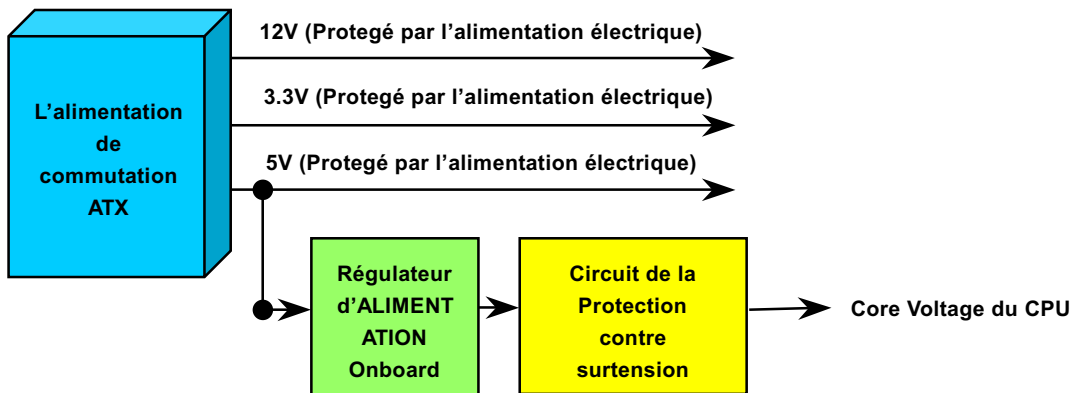 12V (Protegé par l'alimentation électrique)
3.3V (Protegé par l'alimentation électrique)
5V (Protegé par l'alimentation électrique)
L'alimentation
de
commutation
ATX
Régulateur
d'ALIMENT
ATION
Onboard
Circuit de la
Protection
contre
surtension
Core Voltage du CPU